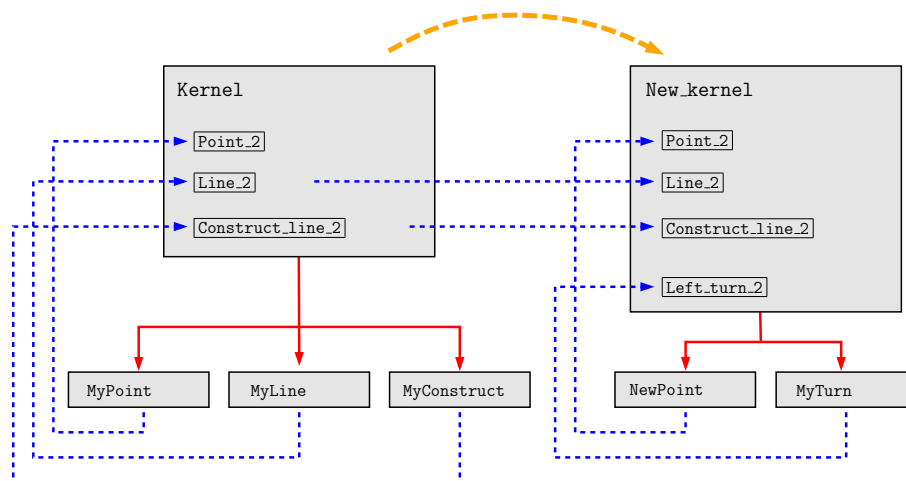 Kernel
Point_2
Line_2
Construct_line_2
MyPoint
MyLine
MyConstruct
New_kernel
Point_2
Line_2
Construct_line_2
Left_turn_2
NewPoint
MyTurn